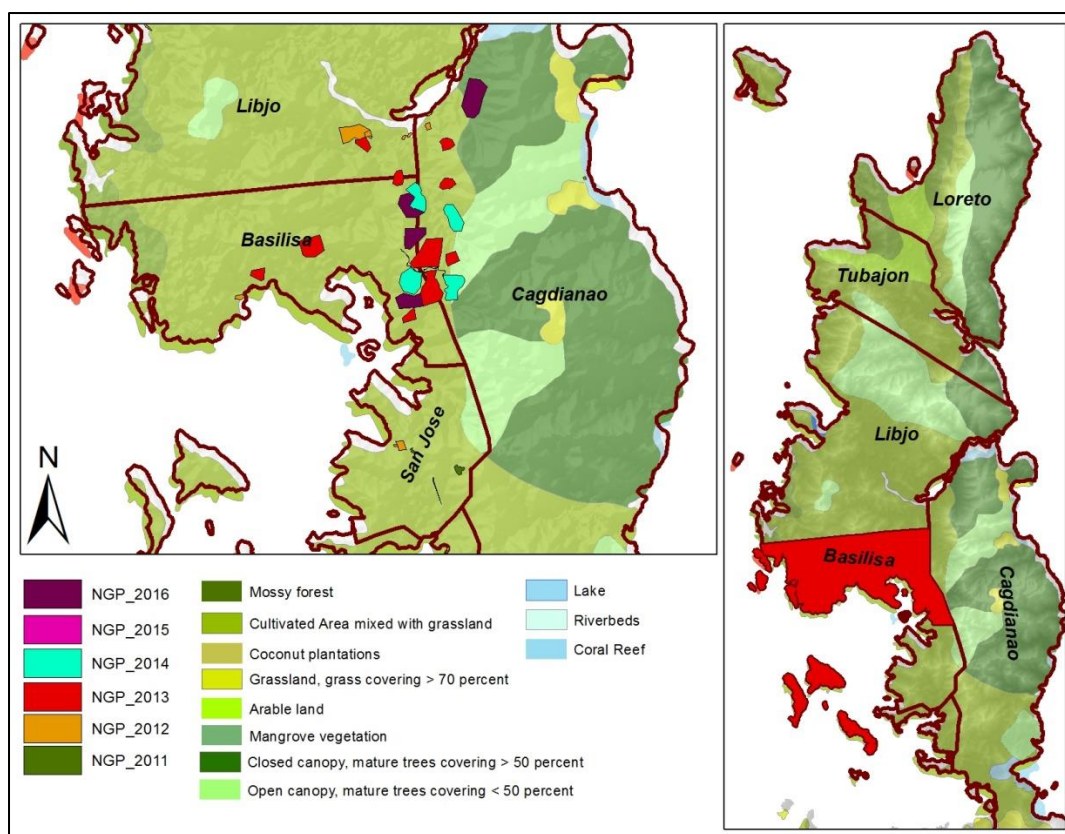 Libjo
Basilisa
Cagdianao
San Jose
N
Loreto
Tubajon
Libjo
Basilisa
Cagdianao
NGP_2016
NGP_2015
NGP_2014
NGP_2013
NGP_2012
NGP_2011
Mossy forest
Cultivated Area mixed with grassland
Coconut plantations
Grassland, grass covering > 70 percent
Arable land
Mangrove vegetation
Closed canopy, mature trees covering > 50 percent
Open canopy, mature trees covering < 50 percent
Lake
Riverbeds
Coral Reef